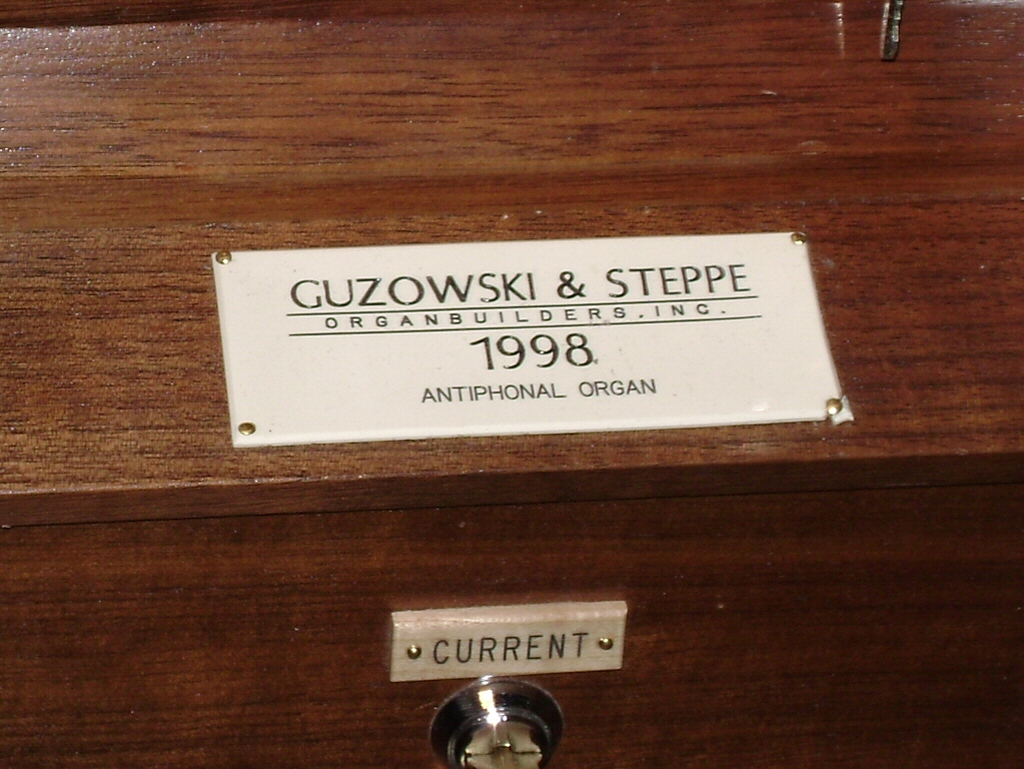 GUZOWSKI & STEPPE
ORGANBUILDERS, INC.
1998
ANTIPHONAL ORGAN
CURRENT